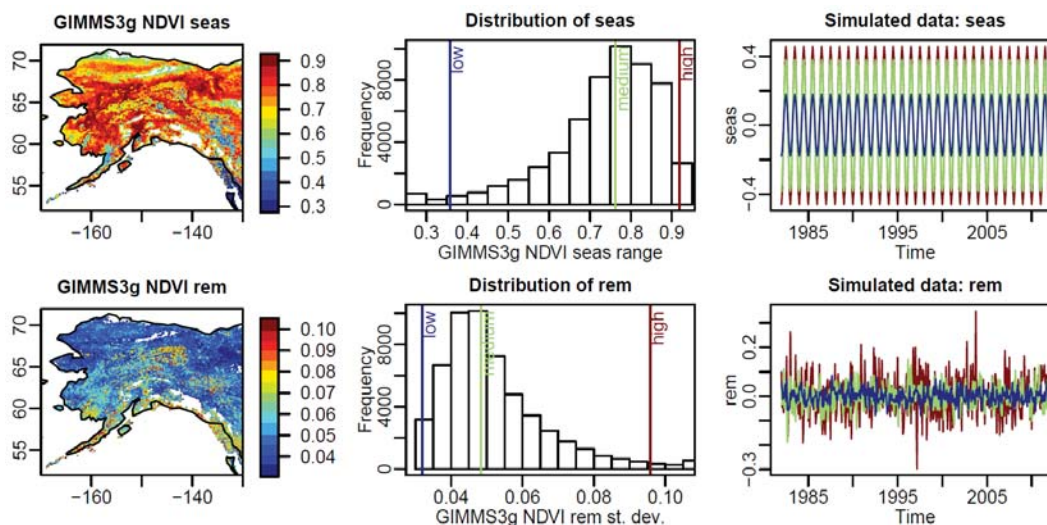 GIMMS3g NDVI seas
70
65
60
55
−160
−140
0.9
0.8
0.7
0.6
0.5
0.4
0.3
Distribution of seas
Frequency
8000
4000
0
low
medium
high
0.3 0.4 0.5 0.6 0.7 0.8 0.9
GIMMS3g NDVI seas range
Simulated data: seas
seas
0.4
0.0
−0.4
1985 1995 2005
Time
GIMMS3g NDVI rem
70
65
60
55
−160
−140
0.10
0.09
0.08
0.07
0.06
0.05
0.04
Distribution of rem
Frequency
8000
4000
0
low
medium
high
0.04 0.06 0.08 0.10
GIMMS3g NDVI rem st. dev.
Simulated data: rem
rem
0.2
0.0
−0.3
1985 1995 2005
Time